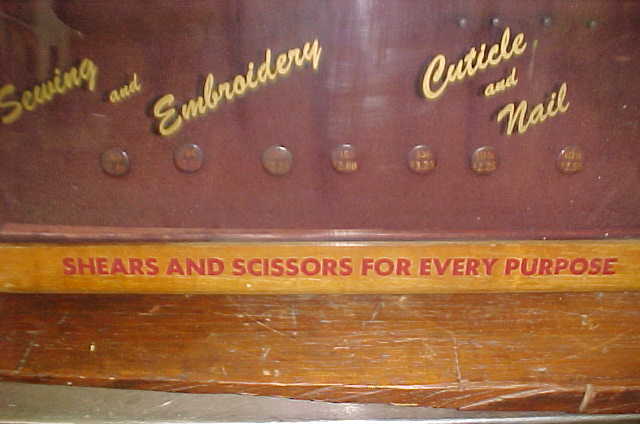 Sewing and Embroidery
Cuticle and Nail
SHEARS AND SCISSORS FOR EVERY PURPOSE